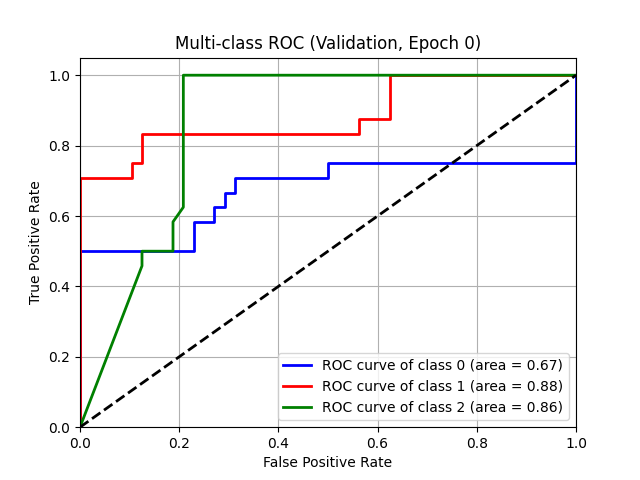 Multi-class ROC (Validation, Epoch 0)
True Positive Rate
1.0
0.8
0.6
0.4
0.2
0.0
0.0 0.2 0.4 0.6 0.8 1.0
False Positive Rate
ROC curve of class 0 (area = 0.67)
ROC curve of class 1 (area = 0.88)
ROC curve of class 2 (area = 0.86)